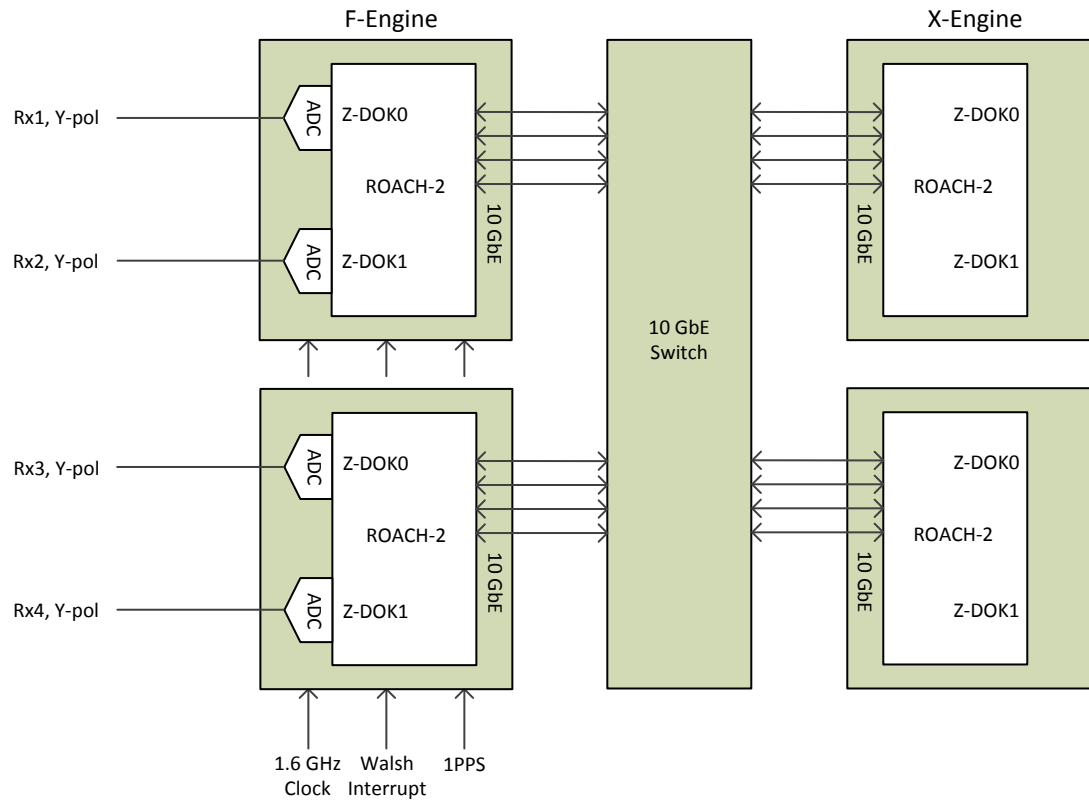 F-Engine
X-Engine
Rx1, Y-pol
ADC
Z-DOK0
ROACH-2
Rx2, Y-pol
ADC
Z-DOK1
10 GbE
10 GbE
Switch
Z-DOK0
ROACH-2
10 GbE
Z-DOK1
Rx3, Y-pol
ADC
Z-DOK0
ROACH-2
Rx4, Y-pol
ADC
Z-DOK1
10 GbE
Z-DOK0
ROACH-2
10 GbE
Z-DOK1
1.6 GHz
Clock
Walsh
Interrupt
1PPS